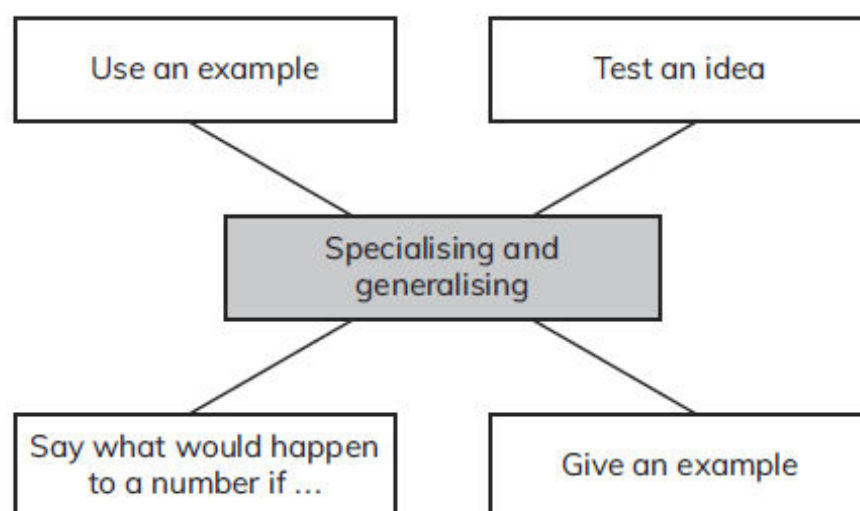 Use an example
Test an idea
Specialising and
generalising
Say what would happen
to a number if ...
Give an example